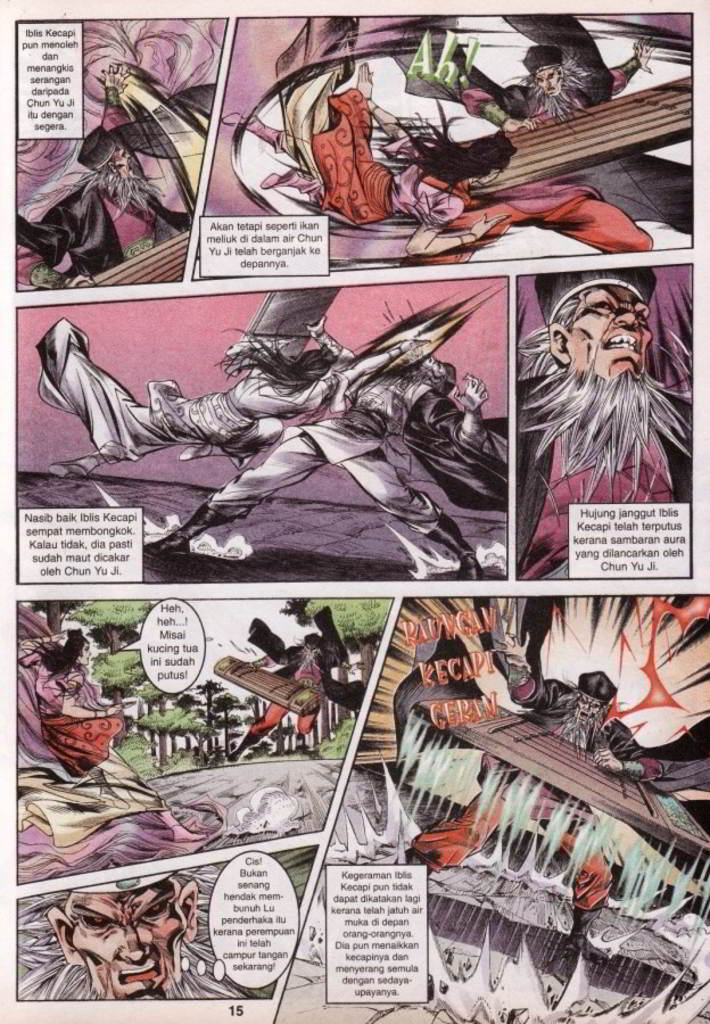 Iblis Kecapi
pun menoleh
dan
menangkis
serangan
daripada
Chun Yu Ji
itu dengan
segera.
Ah!
Akan tetapi seperti ikan
meliuk di dalam air Chun
Yu Ji telah berganjak ke
depannya.
Nasib baik Iblis Kecapi
sempat membongkok.
Kalau tidak, dia pasti
sudah maut dicakar
oleh Chun Yu Ji.
Hujung janggut Iblis
Kecapi telah terputus
kerana sambaran aura
yang dilancarkan oleh
Chun Yu Ji.
Heh,
heh...!
Misai
kucing tua
ini sudah
putus!
RAUNGAN
KECAPI
GERAN
Cis!
Bukan
senang
hendak mem-
bunuh Lu
penderhaka itu
kerana perempuan
ini telah
campur tangan
sekarang!
Kegeraman Iblis
Kecapi pun tidak
dapat dikatakan lagi
kerana telah jatuh air
muka di depan
orang-orangnya.
Dia pun menaikkan
kecapinya dan
menyerang semula
dengan sedaya-
upayanya.
15